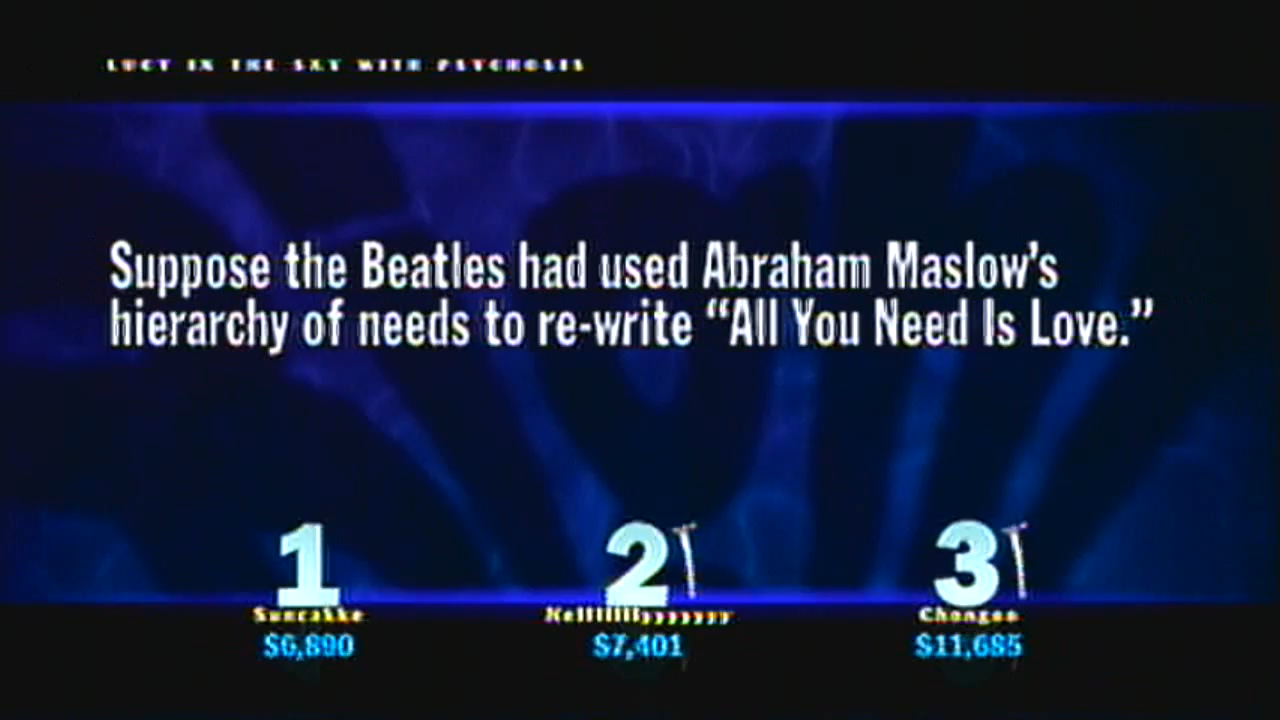 LUCY IN THE SKY WITH PSYCHOSIS
Suppose the Beatles had used Abraham Maslow's
hierarchy of needs to re-write “All You Need Is Love.”
1 2 3
$6,890 $7,401 $11,685